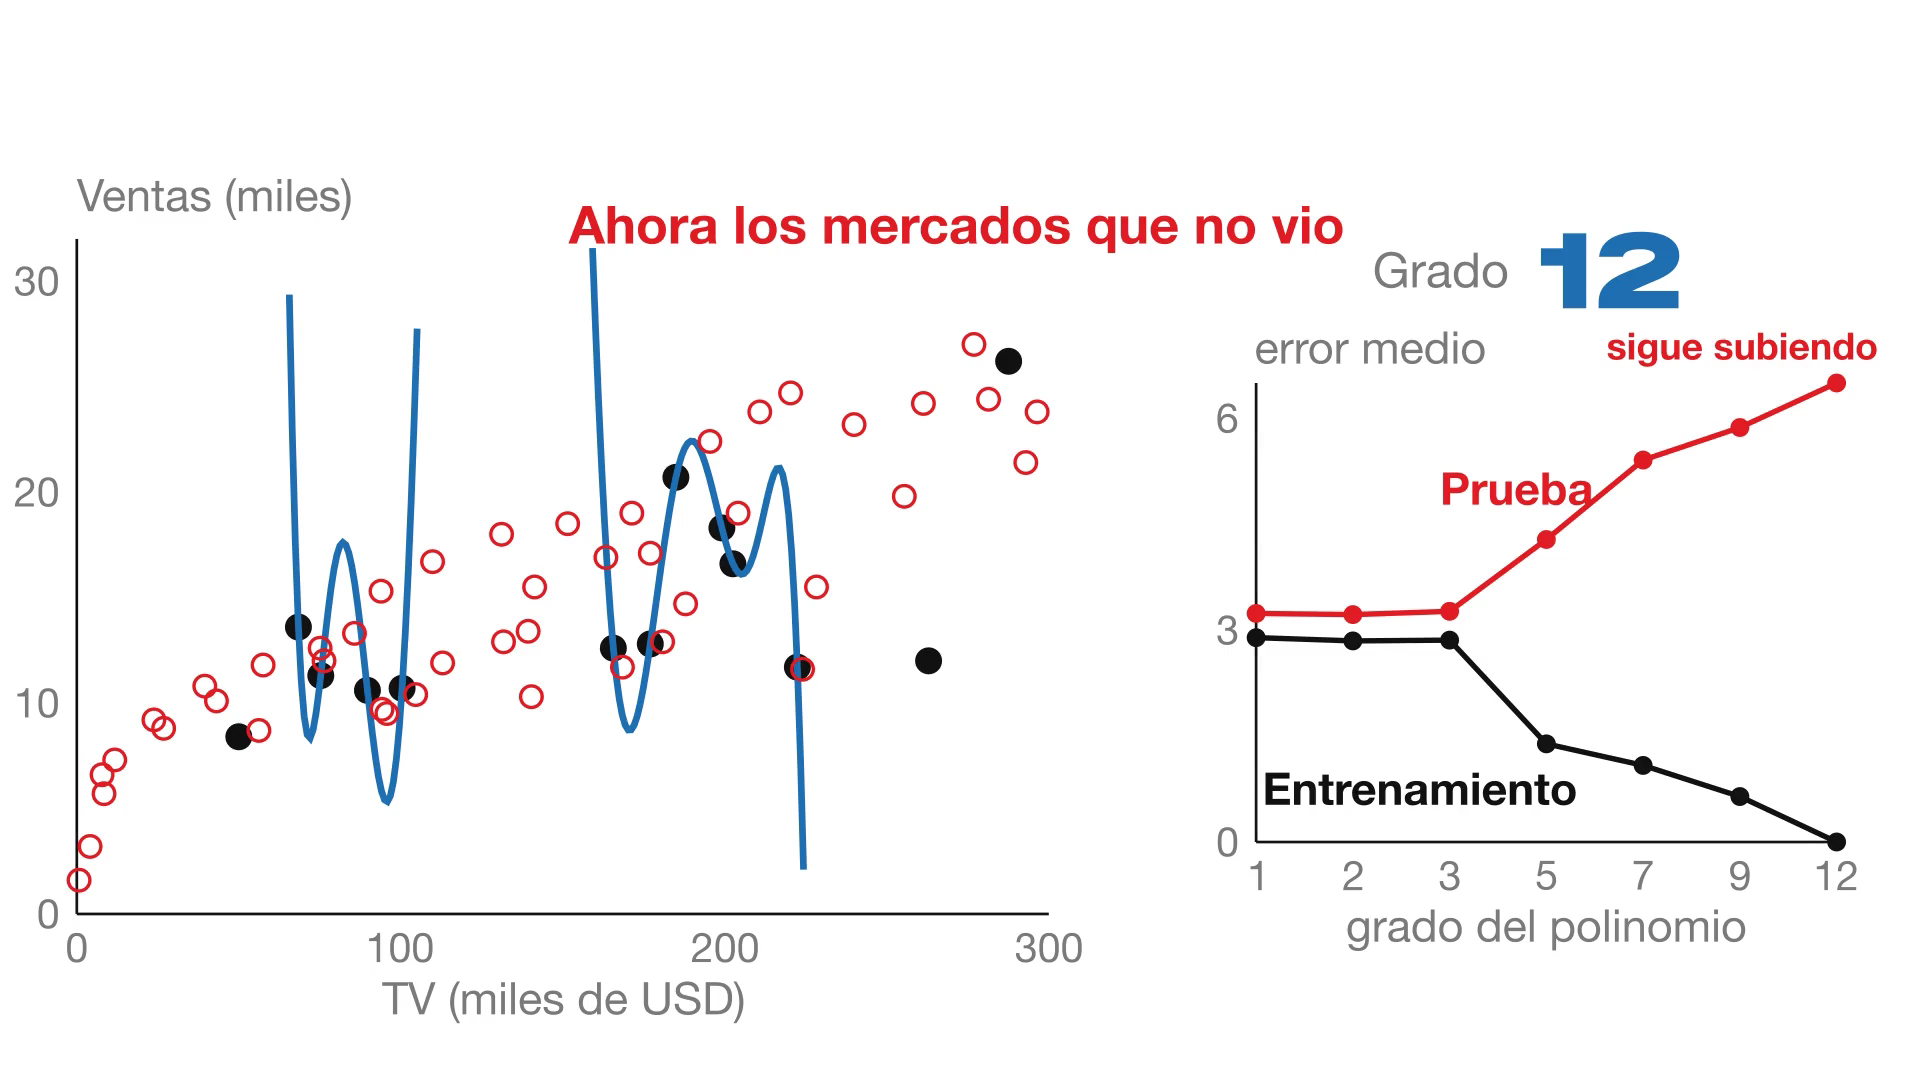 Ventas (miles)
Ahora los mercados que no vio
Grado 12
error medio
sigue subiendo
30
20
10
0
0 100 200 300
TV (miles de USD)
6
3
0
Prueba
Entrenamiento
1 2 3 5 7 9 12
grado del polinomio